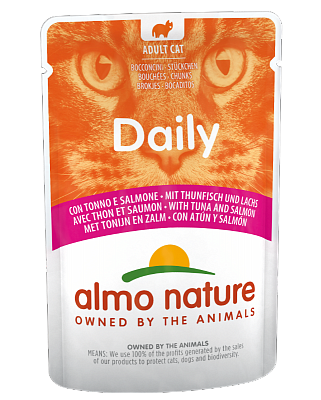 ADULT CAT
BOCCONCINI - STÜCKCHEN
BOUCHÉES - CHUNKS
BROKJES - BOCADITOS
Daily
CON TONNO E SALMONE • MIT THUNFISCH UND LACHS
AVEC THON ET SAUMON • WITH TUNA AND SALMON
MET TONIJN EN ZALM • CON ATÚN Y SALMÓN
almo nature
OWNED BY THE ANIMALS
OWNED BY THE ANIMALS
MEANS: We use 100% of the profits generated by the sales
of our products to protect cats, dogs and biodiversity.